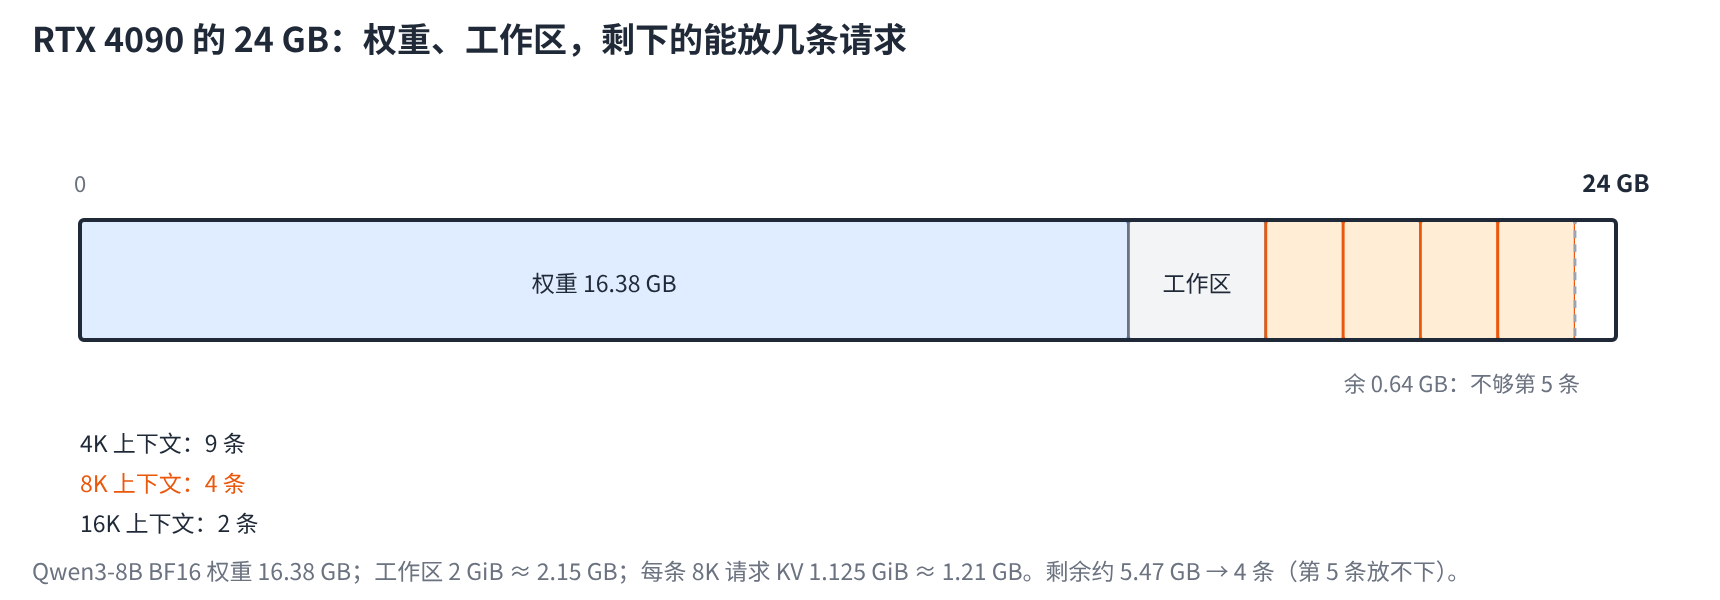 RTX 4090 的 24 GB：权重、工作区，剩下的能放几条请求
0
24 GB
权重 16.38 GB
工作区
余 0.64 GB：不够第 5 条
4K 上下文：9 条
8K 上下文：4 条
16K 上下文：2 条
Qwen3-8B BF16 权重 16.38 GB；工作区 2 GiB ≈ 2.15 GB；每条 8K 请求 KV 1.125 GiB ≈ 1.21 GB。剩余约 5.47 GB → 4 条（第 5 条放不下）。